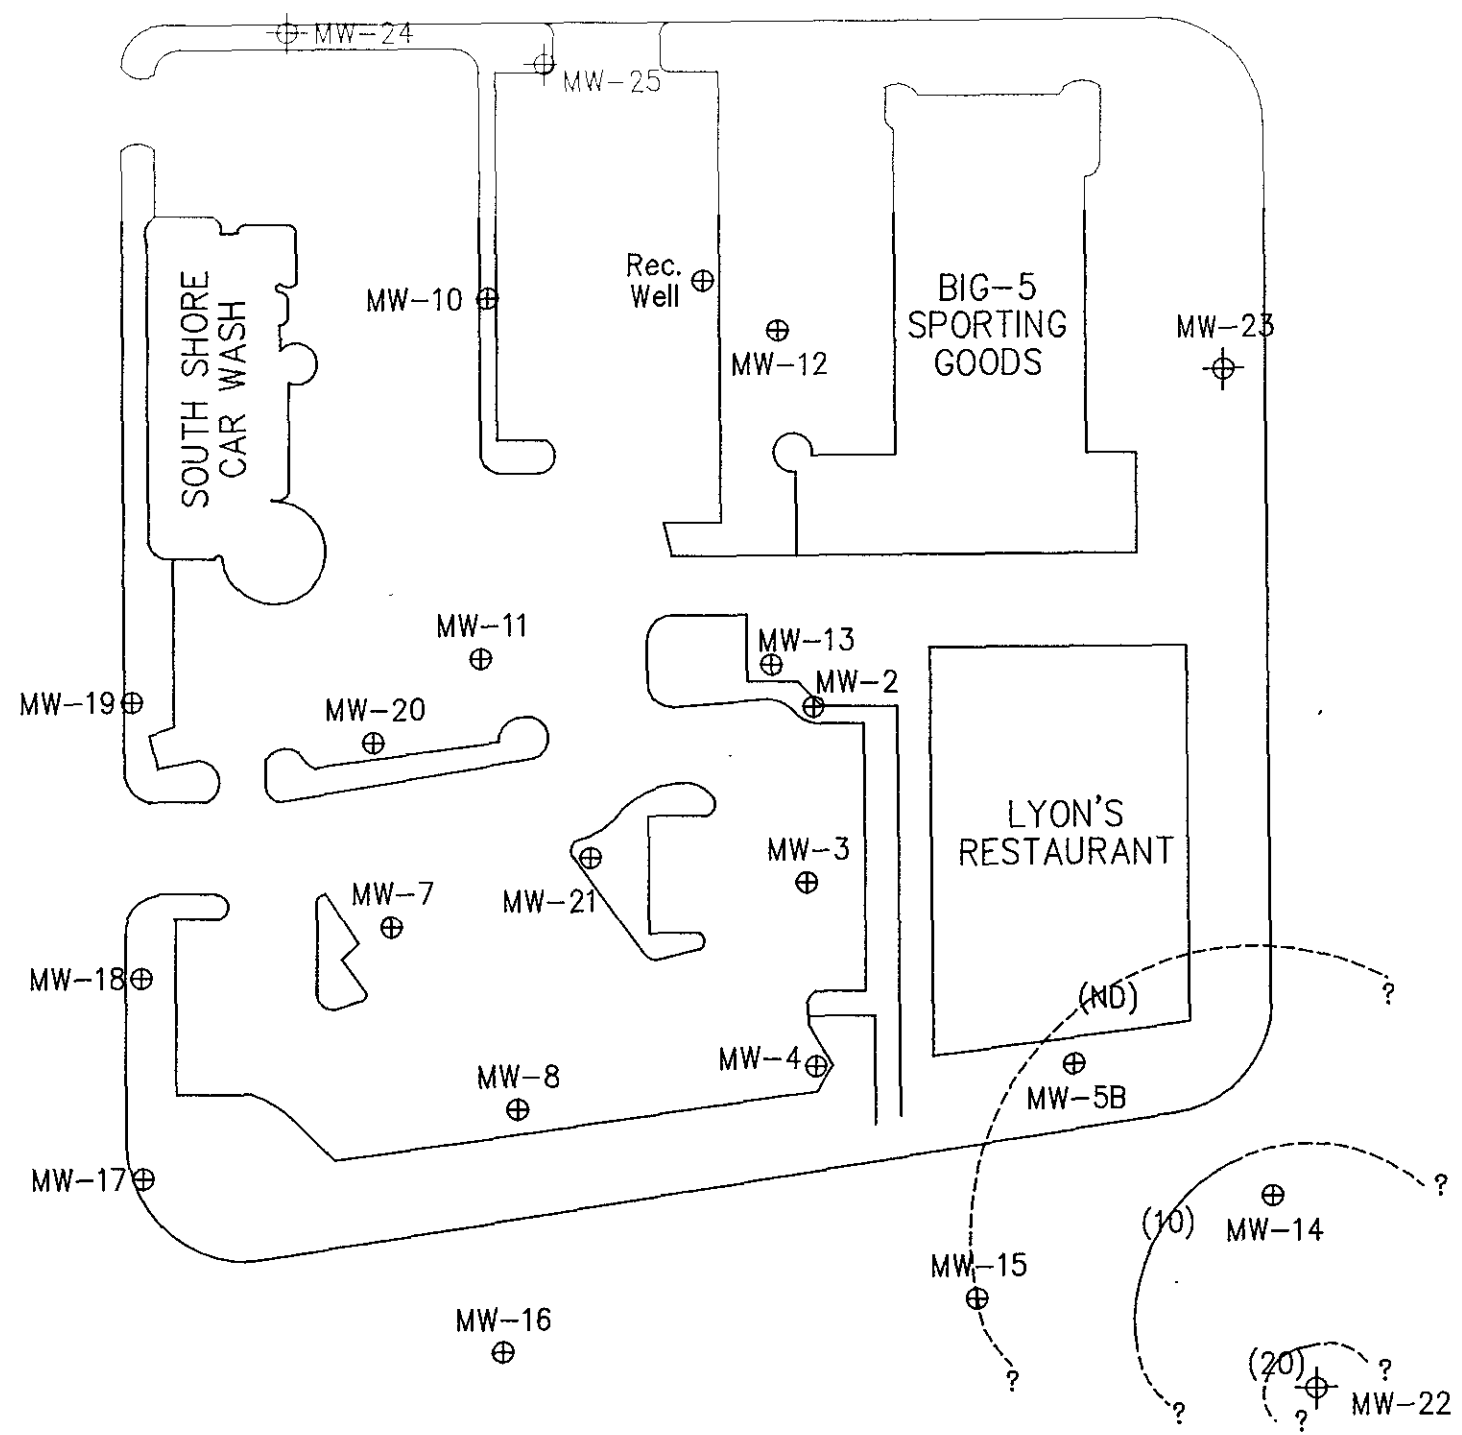 MW-24
MW-25
Rec.
Well
MW-10
BIG-5
SPORTING
GOODS
MW-23
MW-12
SOUTH SHORE
CAR WASH
MW-11
MW-13
MW-2
MW-19
MW-20
LYON'S
RESTAURANT
MW-3
MW-7
MW-21
MW-18
(ND)
?
MW-4
MW-8
MW-5B
MW-17
?
(10)
MW-14
MW-15
MW-16
(20)
?
?
MW-22
?
?